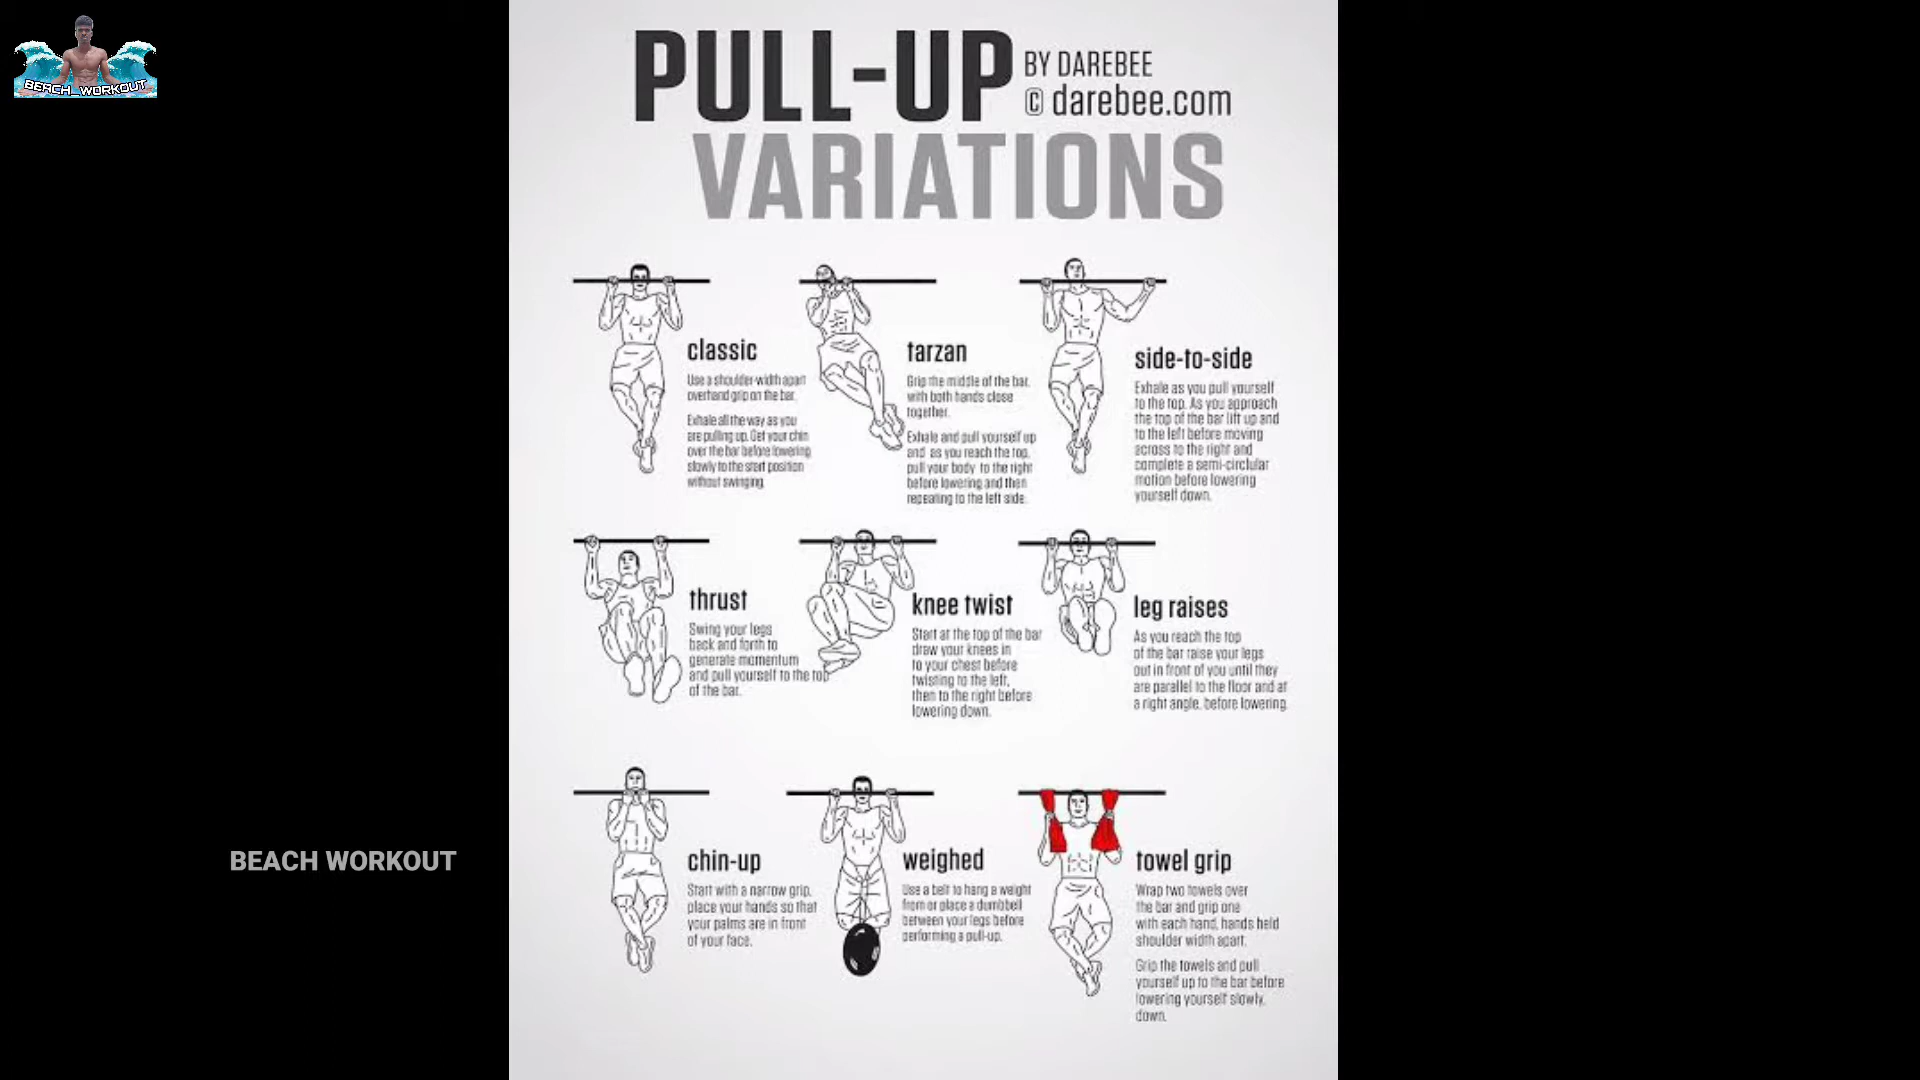 BEACH_WORKOUT
PULL-UP
BY DAREBEE
© darebee.com
VARIATIONS
classic
Use a shoulder-width apart
overhand grip on the bar.
Exhale all the way as you
are pulling up. Get your chin
over the bar before lowering
slowly to the start position
without swinging.
tarzan
Grip the middle of the bar,
with both hands close
together.
Exhale and pull yourself up
and as you reach the top,
pull your body to the right
before lowering and then
repeating to the left side.
side-to-side
Exhale as you pull yourself
to the top. As you approach
the top of the bar lift up and
to the left before moving
across to the right and
complete a semi-circular
motion before lowering
yourself down.
thrust
Swing your legs
back and forth to
generate momentum
and pull yourself to the top
of the bar.
knee twist
Start at the top of the bar
draw your knees in
to your chest before
twisting to the left,
then to the right before
lowering down.
leg raises
As you reach the top
of the bar raise your legs
out in front of you until they
are parallel to the floor and at
a right angle, before lowering.
chin-up
Start with a narrow grip,
place your hands so that
your palms are in front
of your face.
weighed
Use a belt to hang a weight
from or place a dumbbell
between your legs before
performing a pull-up.
towel grip
Wrap two towels over
the bar and grip one
with each hand, hands held
shoulder width apart.
Grip the towels and pull
yourself up to the bar before
lowering yourself slowly,
down.
BEACH WORKOUT